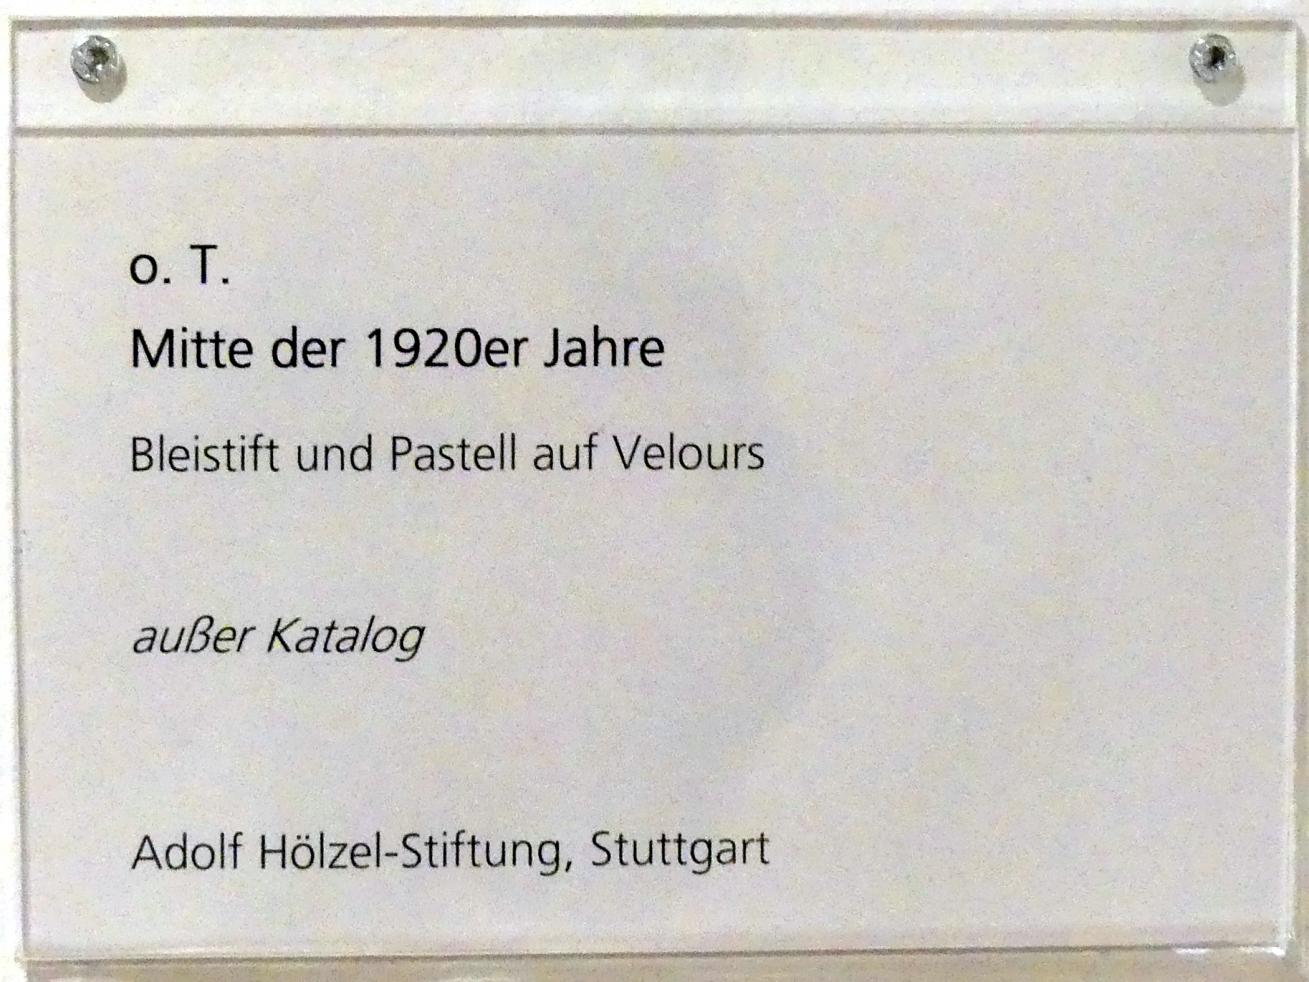 o. T.
Mitte der 1920er Jahre
Bleistift und Pastell auf Velours
außer Katalog
Adolf Hölzel-Stiftung, Stuttgart